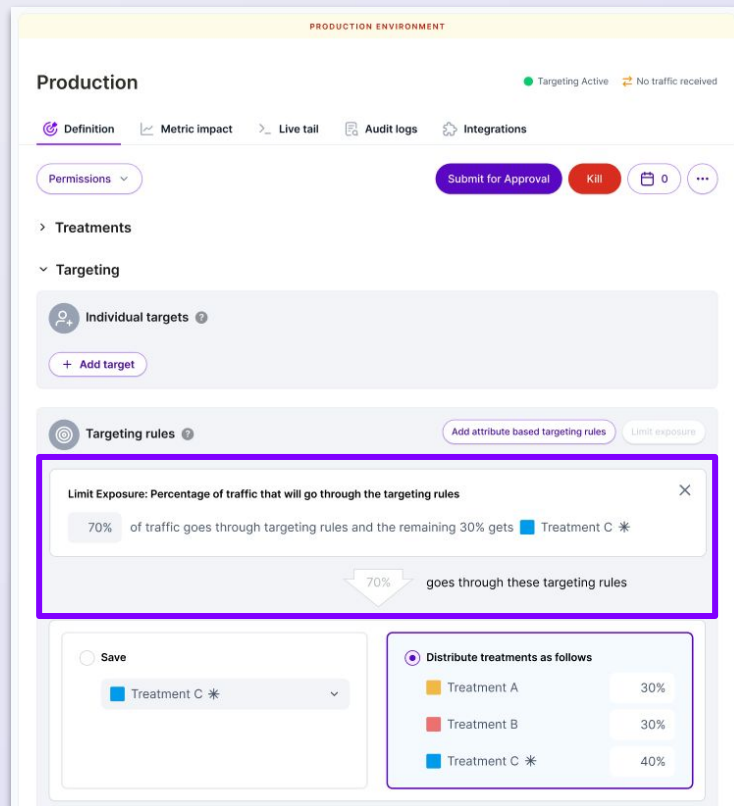 PRODUCTION ENVIRONMENT
Production
Targeting Active
No traffic received
Definition
Metric impact
Live tail
Audit logs
Integrations
Permissions
Submit for Approval
Kill
0
Treatments
Targeting
Individual targets
+ Add target
Targeting rules
Add attribute based targeting rules
Limit exposure
Limit Exposure: Percentage of traffic that will go through the targeting rules
70% of traffic goes through targeting rules and the remaining 30% gets Treatment C ✳
70% goes through these targeting rules
Save
Treatment C ✳
Distribute treatments as follows
Treatment A 30%
Treatment B 30%
Treatment C ✳ 40%